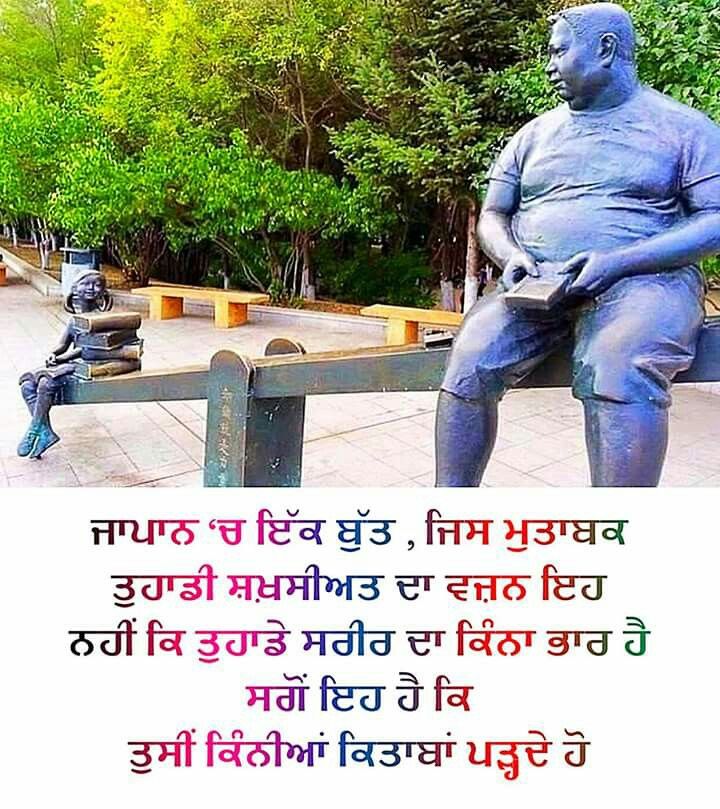 ਜਾਪਾਨ ‘ਚ ਇੱਕ ਬੁੱਤ , ਜਿਸ ਮੁਤਾਬਕ
ਤੁਹਾਡੀ ਸ਼ਖ਼ਸੀਅਤ ਦਾ ਵਜ਼ਨ ਇਹ
ਨਹੀਂ ਕਿ ਤੁਹਾਡੇ ਸਰੀਰ ਦਾ ਕਿੰਨਾ ਭਾਰ ਹੈ
ਸਗੋਂ ਇਹ ਹੈ ਕਿ
ਤੁਸੀਂ ਕਿੰਨੀਆਂ ਕਿਤਾਬਾਂ ਪੜ੍ਹਦੇ ਹੋ